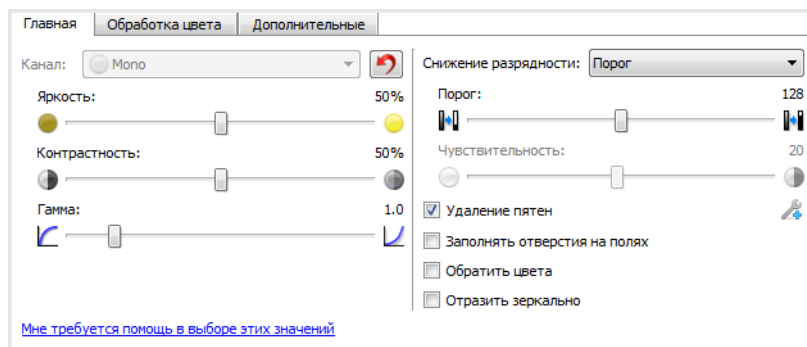 Главная Обработка цвета Дополнительные
Канал: Mono
Яркость: 50%
Контрастность: 50%
Гамма: 1.0
Мне требуется помощь в выборе этих значений
Снижение разрядности: Порог
Порог: 128
Чувствительность: 20
Удаление пятен
Заполнять отверстия на полях
Обратить цвета
Отразить зеркально